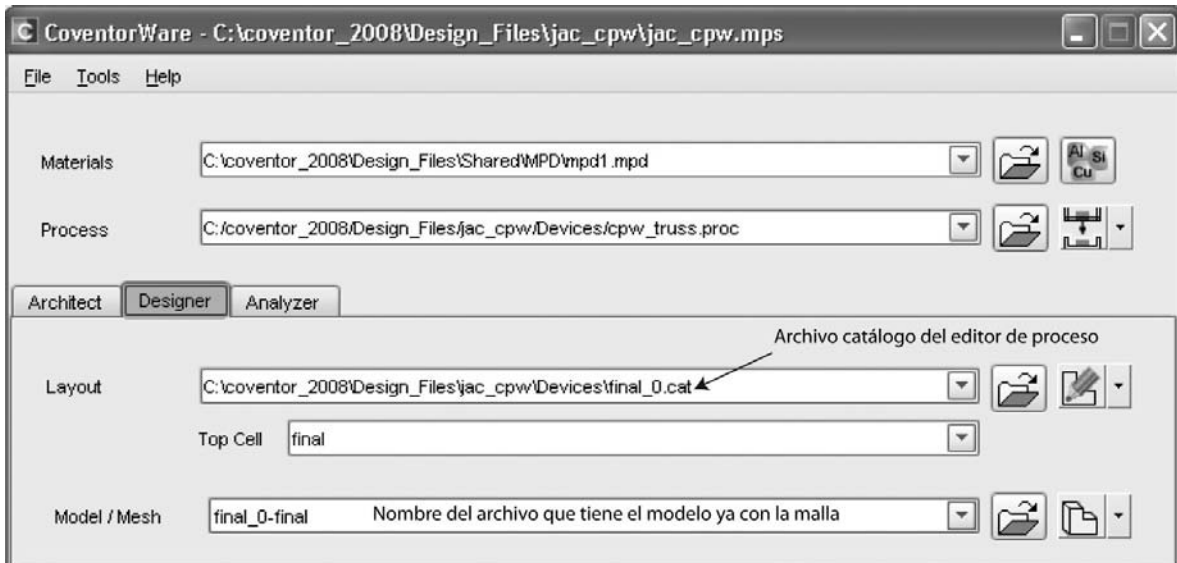 CoventorWare - C:\coventor_2008\Design_Files\jac_cpw\jac_cpw.mps
File Tools Help
Materials C:\coventor_2008\Design_Files\Shared\MPD\mpd1.mpd
Al Si Cu
Process C:/coventor_2008/Design_Files/jac_cpw/Devices/cpw_truss.proc
Architect Designer Analyzer
Archivo catálogo del editor de proceso
Layout C:\coventor_2008\Design_Files\jac_cpw\Devices\final_0.cat
Top Cell final
Model / Mesh final_0-final Nombre del archivo que tiene el modelo ya con la malla